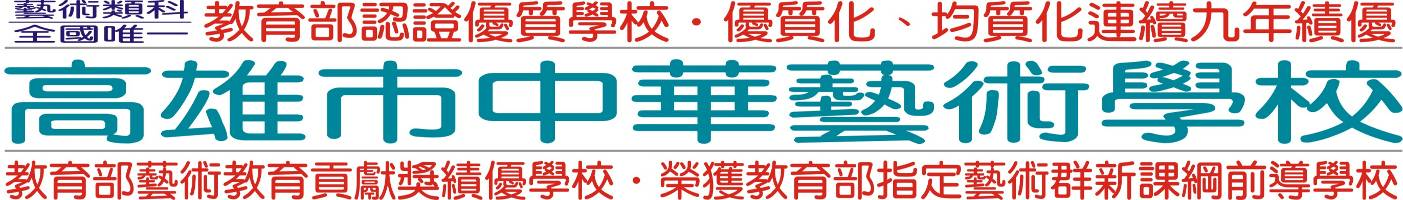 藝術類科
全國唯一
教育部認證優質學校．優質化、均質化連續九年績優
高雄市中華藝術學校
教育部藝術教育貢獻獎績優學校．榮獲教育部指定藝術群新課綱前導學校